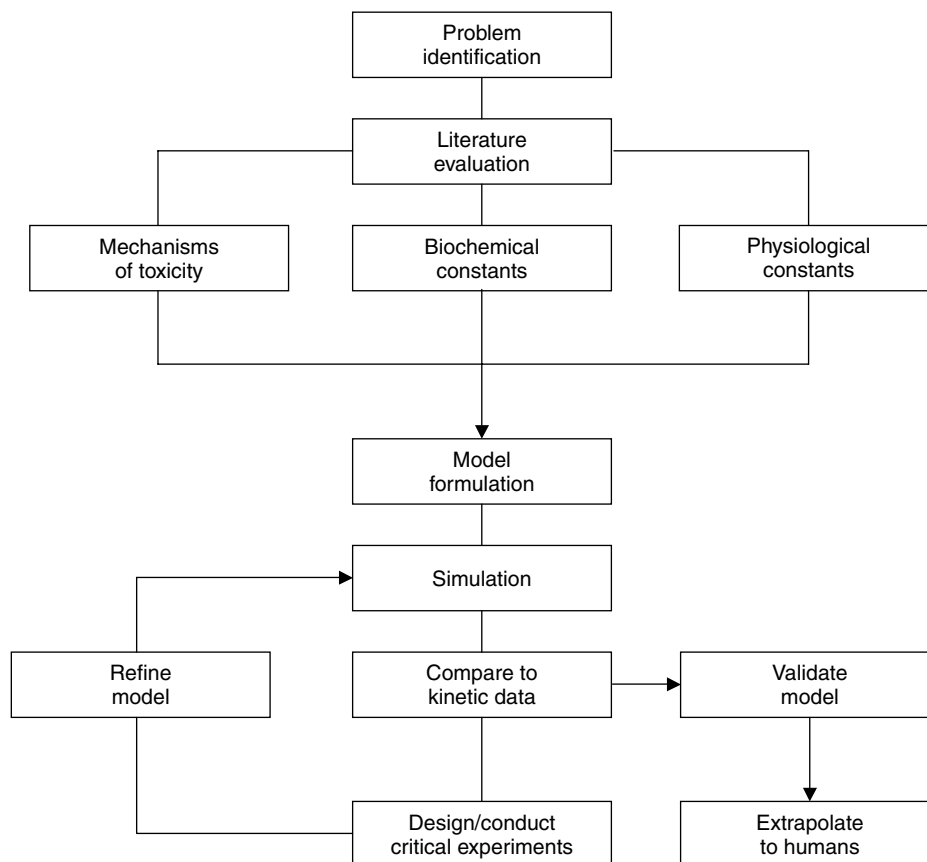 Problem
identification
Literature
evaluation
Mechanisms
of toxicity
Biochemical
constants
Physiological
constants
Model
formulation
Simulation
Refine
model
Compare to
kinetic data
Validate
model
Design/conduct
critical experiments
Extrapolate
to humans